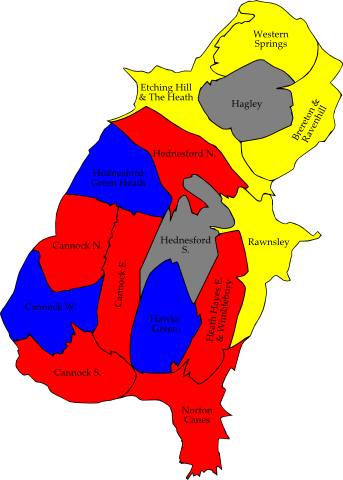 Western
Springs
Etching Hill
& The Heath
Hagley
Brereton &
Ravenhill
Hednesford N.
Hednesford
Green Heath
Cannock N.
Hednesford
S.
Rawnsley
Cannock E.
Cannock W.
Hawks
Green
Heath Hayes E.
& Wimblebury
Cannock S.
Norton
Canes